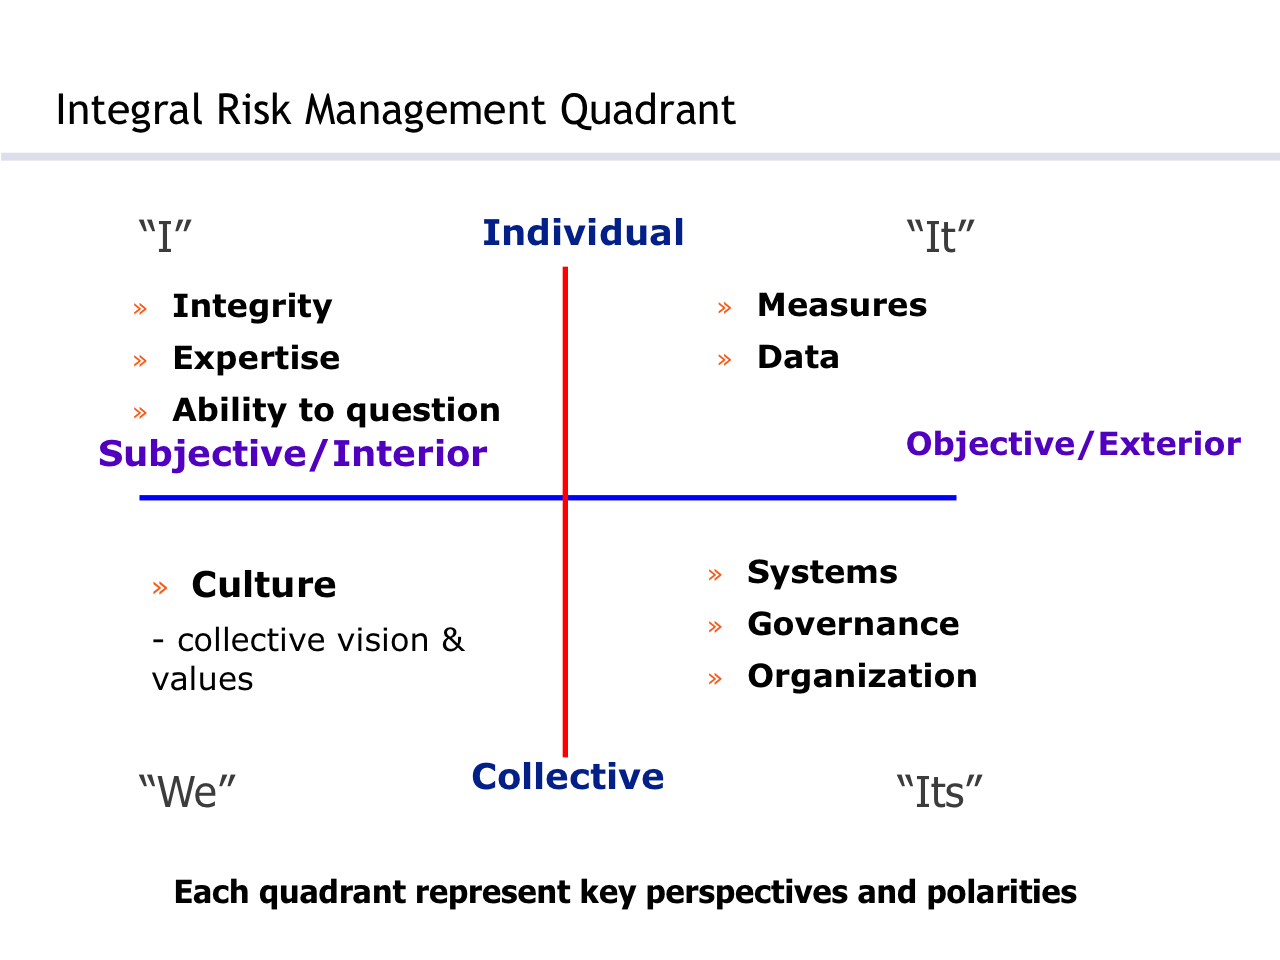 Integral Risk Management Quadrant
“I”
Individual
“It”
» Integrity
» Expertise
» Ability to question
» Measures
» Data
Subjective/Interior
Objective/Exterior
» Culture
- collective vision &
values
» Systems
» Governance
» Organization
“We”
Collective
“Its”
Each quadrant represent key perspectives and polarities